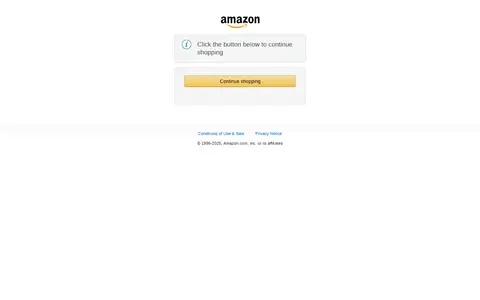 amazon
Click the button below to continue
shopping
Continue shopping
Conditions of Use & Sale Privacy Notice
© 1996-2025, Amazon.com, Inc. or its affiliates